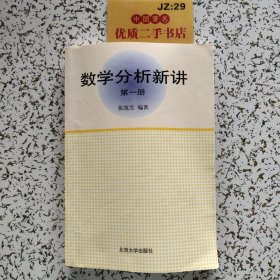 JZ:29
中国著名
优质二手书店
数学分析新讲
第一册
张筑生 编著
北京大学出版社